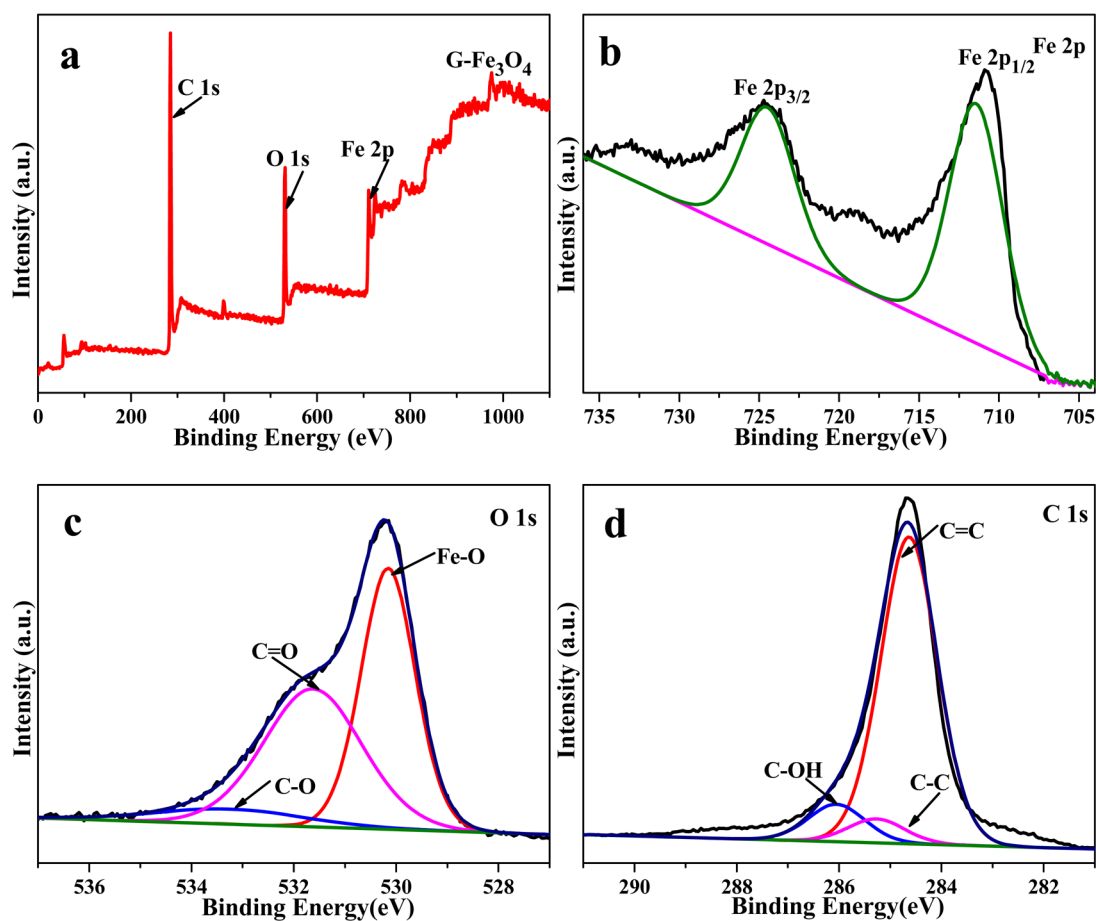 a
G-Fe3O4
C 1s
O 1s
Fe 2p
Intensity (a.u.)
0 200 400 600 800 1000
Binding Energy (eV)
b
Fe 2p1/2 Fe 2p
Fe 2p3/2
Intensity (a.u.)
735 730 725 720 715 710 705
Binding Energy(eV)
c
O 1s
Fe-O
C=O
C-O
Intensity (a.u.)
536 534 532 530 528
Binding Energy(eV)
d
C 1s
C=C
C-OH
C-C
Intensity (a.u.)
290 288 286 284 282
Binding Energy(eV)